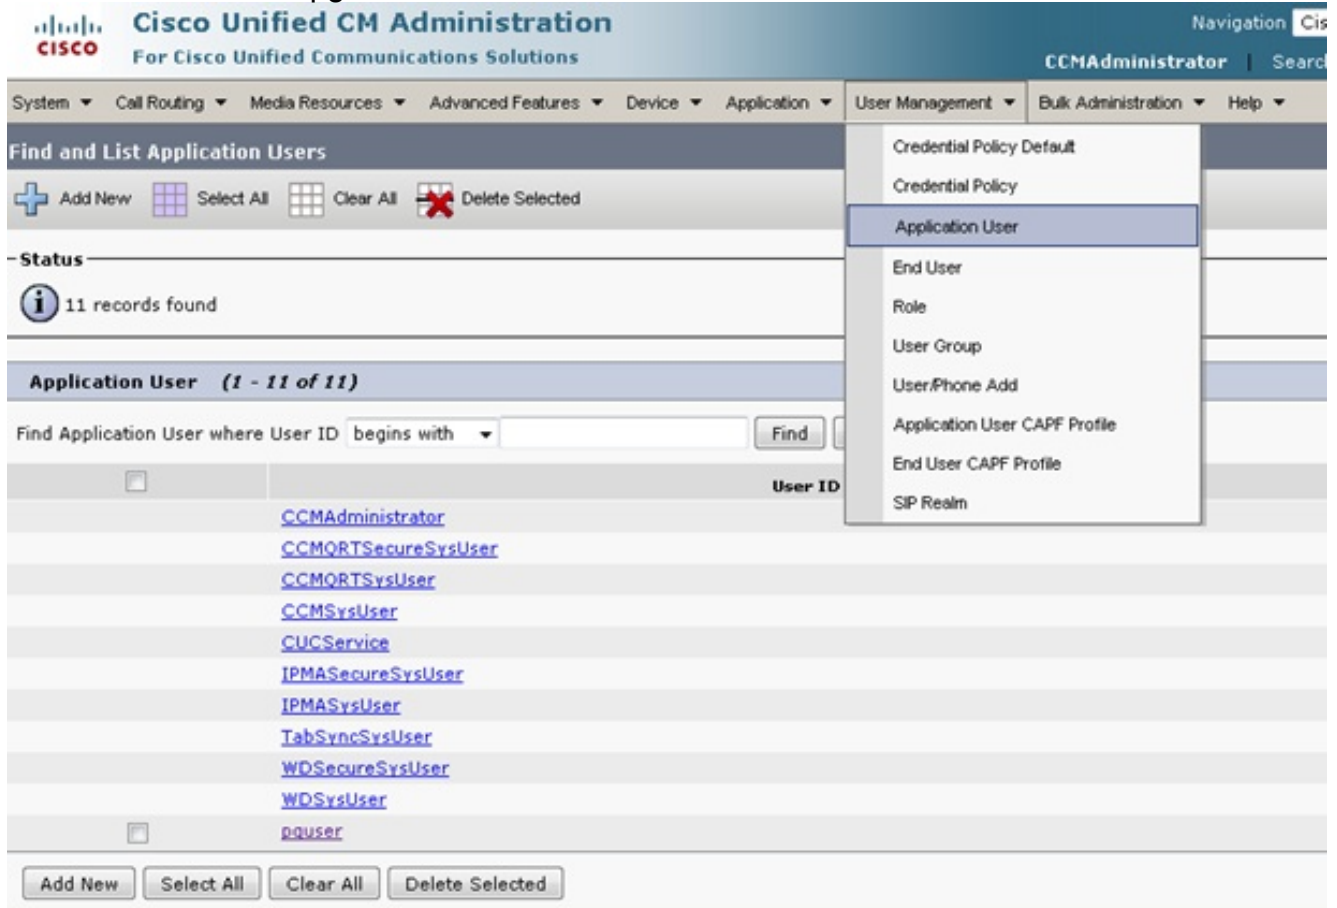 Cisco Unified CM Administration
For Cisco Unified Communications Solutions
CISCO
Navigation Cis
CCMAdministrator | Search
System Call Routing Media Resources Advanced Features Device Application User Management Bulk Administration Help
Find and List Application Users
Add New Select All Clear All Delete Selected
Credential Policy Default
Credential Policy
Application User
End User
Role
User Group
User/Phone Add
Application User CAPF Profile
End User CAPF Profile
SIP Realm
Status
11 records found
Application User (1 - 11 of 11)
Find Application User where User ID begins with Find
User ID
CCMAdministrator
CCMQRTSecureSysUser
CCMQRTSysUser
CCMSysUser
CUCService
IPMASecureSysUser
IPMASysUser
TabSyncSysUser
WDSecureSysUser
WDSysUser
pguser
Add New Select All Clear All Delete Selected